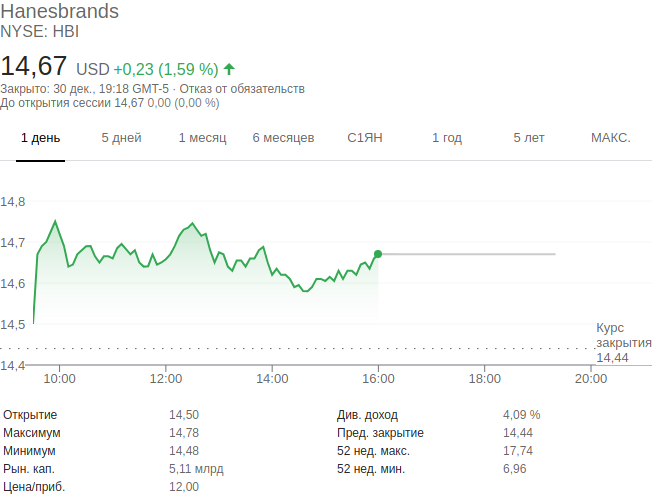 Hanesbrands
NYSE: HBI
14,67 USD +0,23 (1,59 %)
Закрыто: 30 дек., 19:18 GMT-5 · Отказ от обязательств
До открытия сессии 14,67 0,00 (0,00 %)
1 день 5 дней 1 месяц 6 месяцев С1ЯН 1 год 5 лет МАКС.
14,8
14,7
14,6
14,5
14,4
Курс
закрытия
14,44
10:00 12:00 14:00 16:00 18:00 20:00
Открытие 14,50 Див. доход 4,09 %
Максимум 14,78 Пред. закрытие 14,44
Минимум 14,48 52 нед. макс. 17,74
Рын. кап. 5,11 млрд 52 нед. мин. 6,96
Цена/приб. 12,00